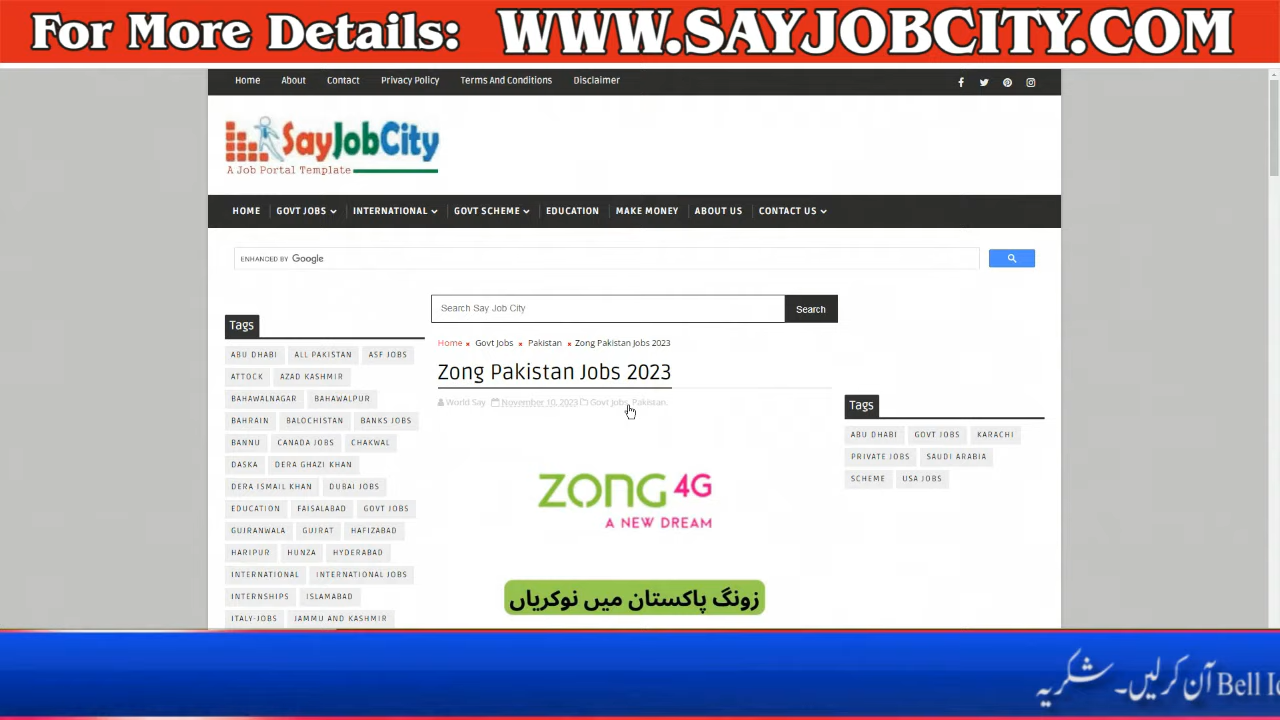 For More Details: WWW.SAYJOBCITY.COM
Home About Contact Privacy Policy Terms And Conditions Disclaimer
SayJobCity
A Job Portal Template
HOME GOVT JOBS INTERNATIONAL GOVT SCHEME EDUCATION MAKE MONEY ABOUT US CONTACT US
ENHANCED BY Google
Search Say Job City Search
Tags
ABU DHABI ALL PAKISTAN ASF JOBS
ATTOCK AZAD KASHMIR
BAHAWALNAGAR BAHAWALPUR
BAHRAIN BALOCHISTAN BANKS JOBS
BANNU CANADA JOBS CHAKWAL
DASKA DERA GHAZI KHAN
DERA ISMAIL KHAN DUBAI JOBS
EDUCATION FAISALABAD GOVT JOBS
GUJRANWALA GUJRAT HAFIZABAD
HARIPUR HUNZA HYDERABAD
INTERNATIONAL INTERNATIONAL JOBS
INTERNSHIPS ISLAMABAD
ITALY-JOBS JAMMU AND KASHMIR
Home Govt Jobs Pakistan Zong Pakistan Jobs 2023
Zong Pakistan Jobs 2023
World Say November 10, 2023 Govt Jobs, Pakistan,
ZONG 4G
A NEW DREAM
زونگ پاکستان میں نوکریاں
Tags
ABU DHABI GOVT JOBS KARACHI
PRIVATE JOBS SAUDI ARABIA
SCHEME USA JOBS
Bell آن کرلیں۔ شکریہ